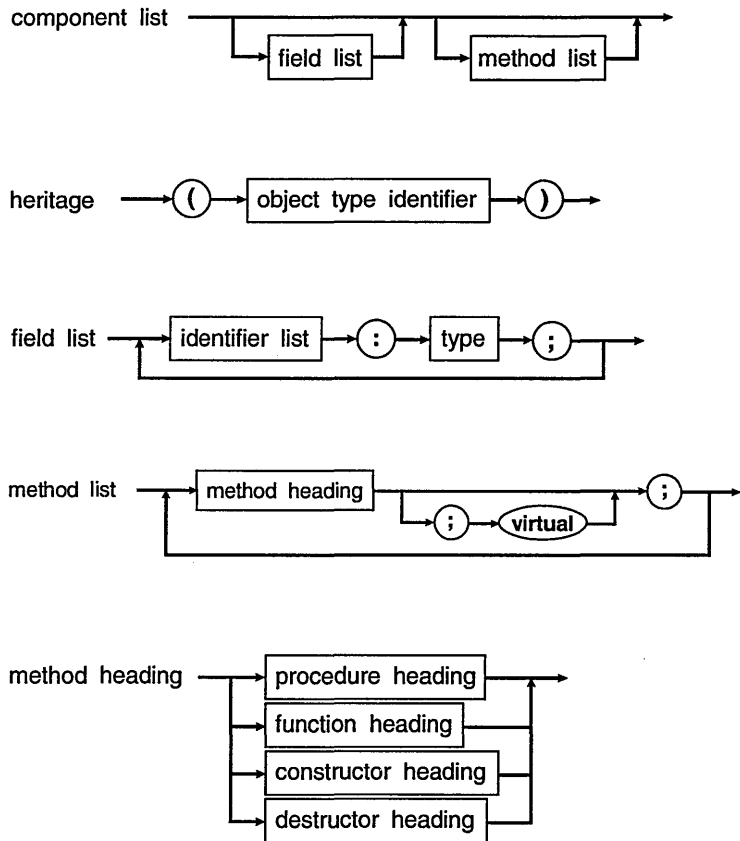 component list
field list method list
heritage ( object type identifier )
field list identifier list : type ;
method list method heading ;
; virtual
method heading procedure heading
function heading
constructor heading
destructor heading